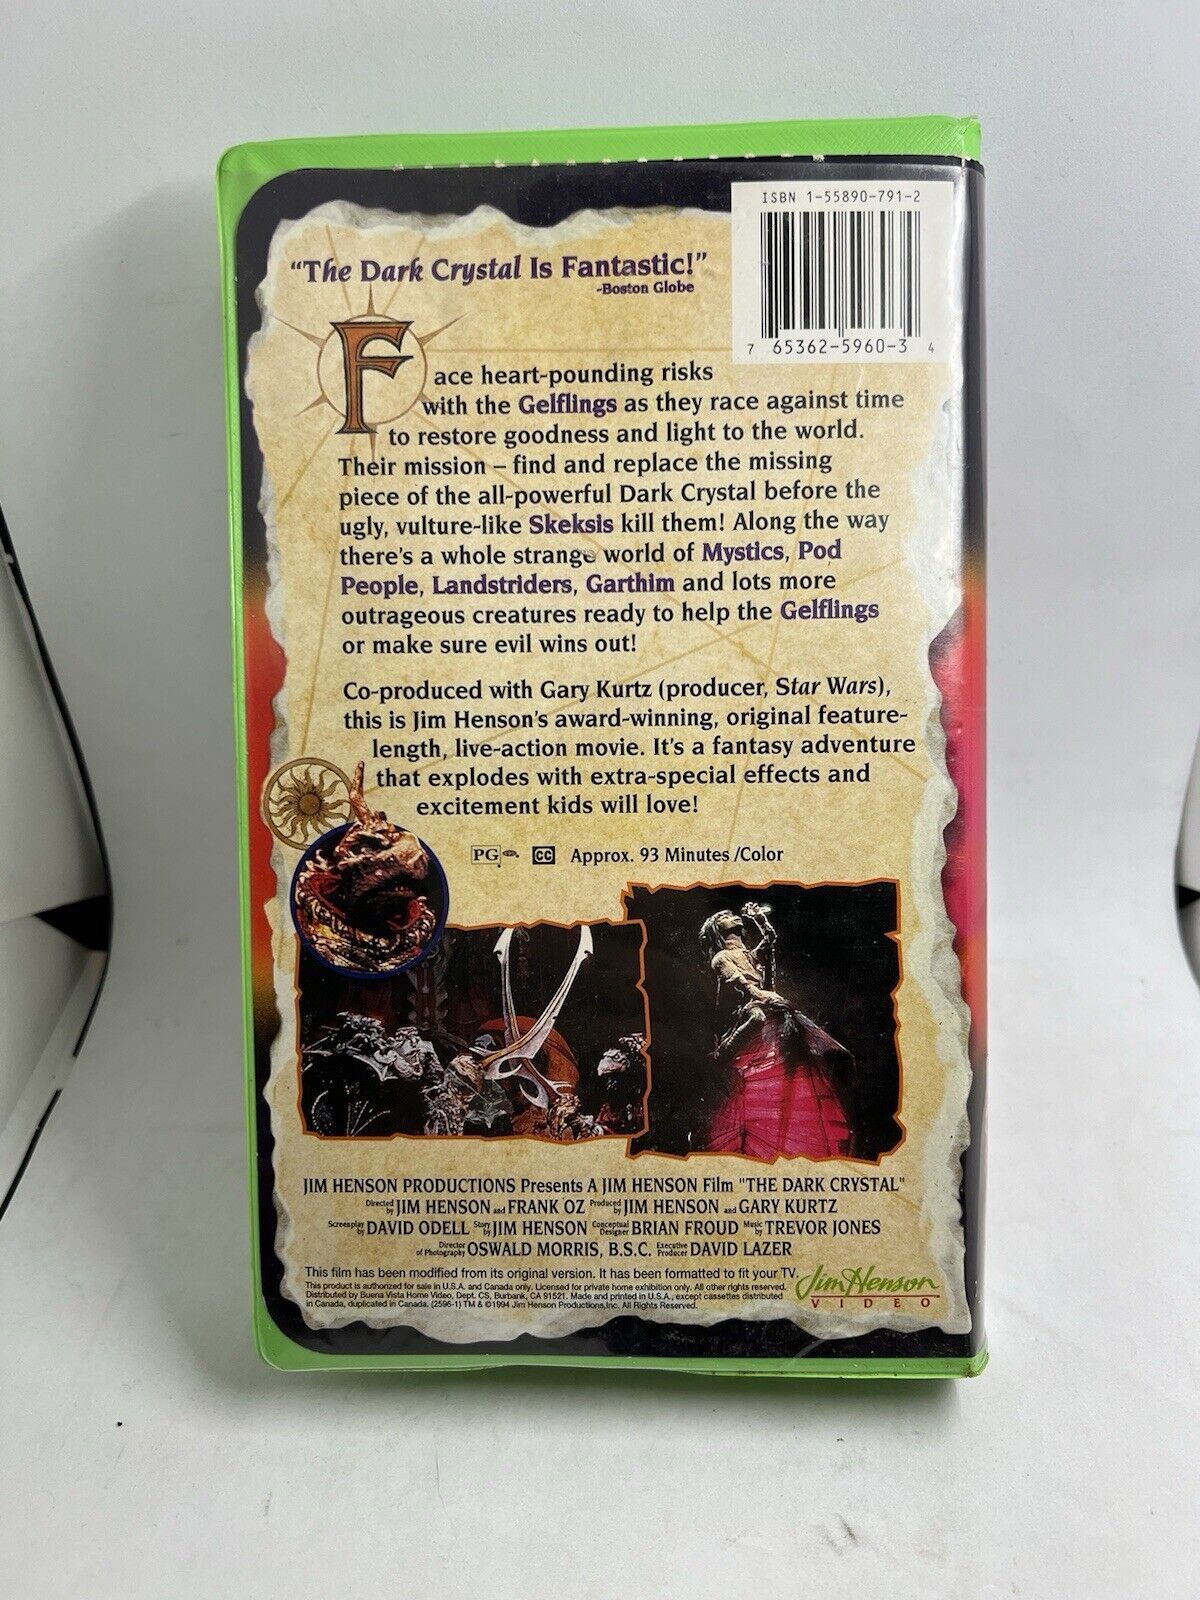 ISBN 1-55890-791-2
7 65362-5960-3 4
"The Dark Crystal Is Fantastic!"
-Boston Globe
Face heart-pounding risks
with the Gelflings as they race against time
to restore goodness and light to the world.
Their mission – find and replace the missing
piece of the all-powerful Dark Crystal before the
ugly, vulture-like Skeksis kill them! Along the way
there's a whole strange world of Mystics, Pod
People, Landstriders, Garthim and lots more
outrageous creatures ready to help the Gelflings
or make sure evil wins out!
Co-produced with Gary Kurtz (producer, Star Wars),
this is Jim Henson's award-winning, original feature-
length, live-action movie. It's a fantasy adventure
that explodes with extra-special effects and
excitement kids will love!
PG CC Approx. 93 Minutes /Color
JIM HENSON PRODUCTIONS Presents A JIM HENSON Film "THE DARK CRYSTAL"
Directed by JIM HENSON and FRANK OZ Produced by JIM HENSON and GARY KURTZ
Screenplay by DAVID ODELL Story by JIM HENSON Conceptual Designer BRIAN FROUD Music by TREVOR JONES
Director of Photography OSWALD MORRIS, B.S.C. Executive Producer DAVID LAZER
This film has been modified from its original version. It has been formatted to fit your TV.
This product is authorized for sale in U.S.A. and Canada only. Licensed for private home exhibition only. All other rights reserved.
Distributed by Buena Vista Home Video, Dept. CS, Burbank, CA 91521. Made and printed in U.S.A., except cassettes distributed
in Canada, duplicated in Canada. (2596-1) TM & ©1994 Jim Henson Productions,Inc. All Rights Reserved.
Jim Henson
VIDEO